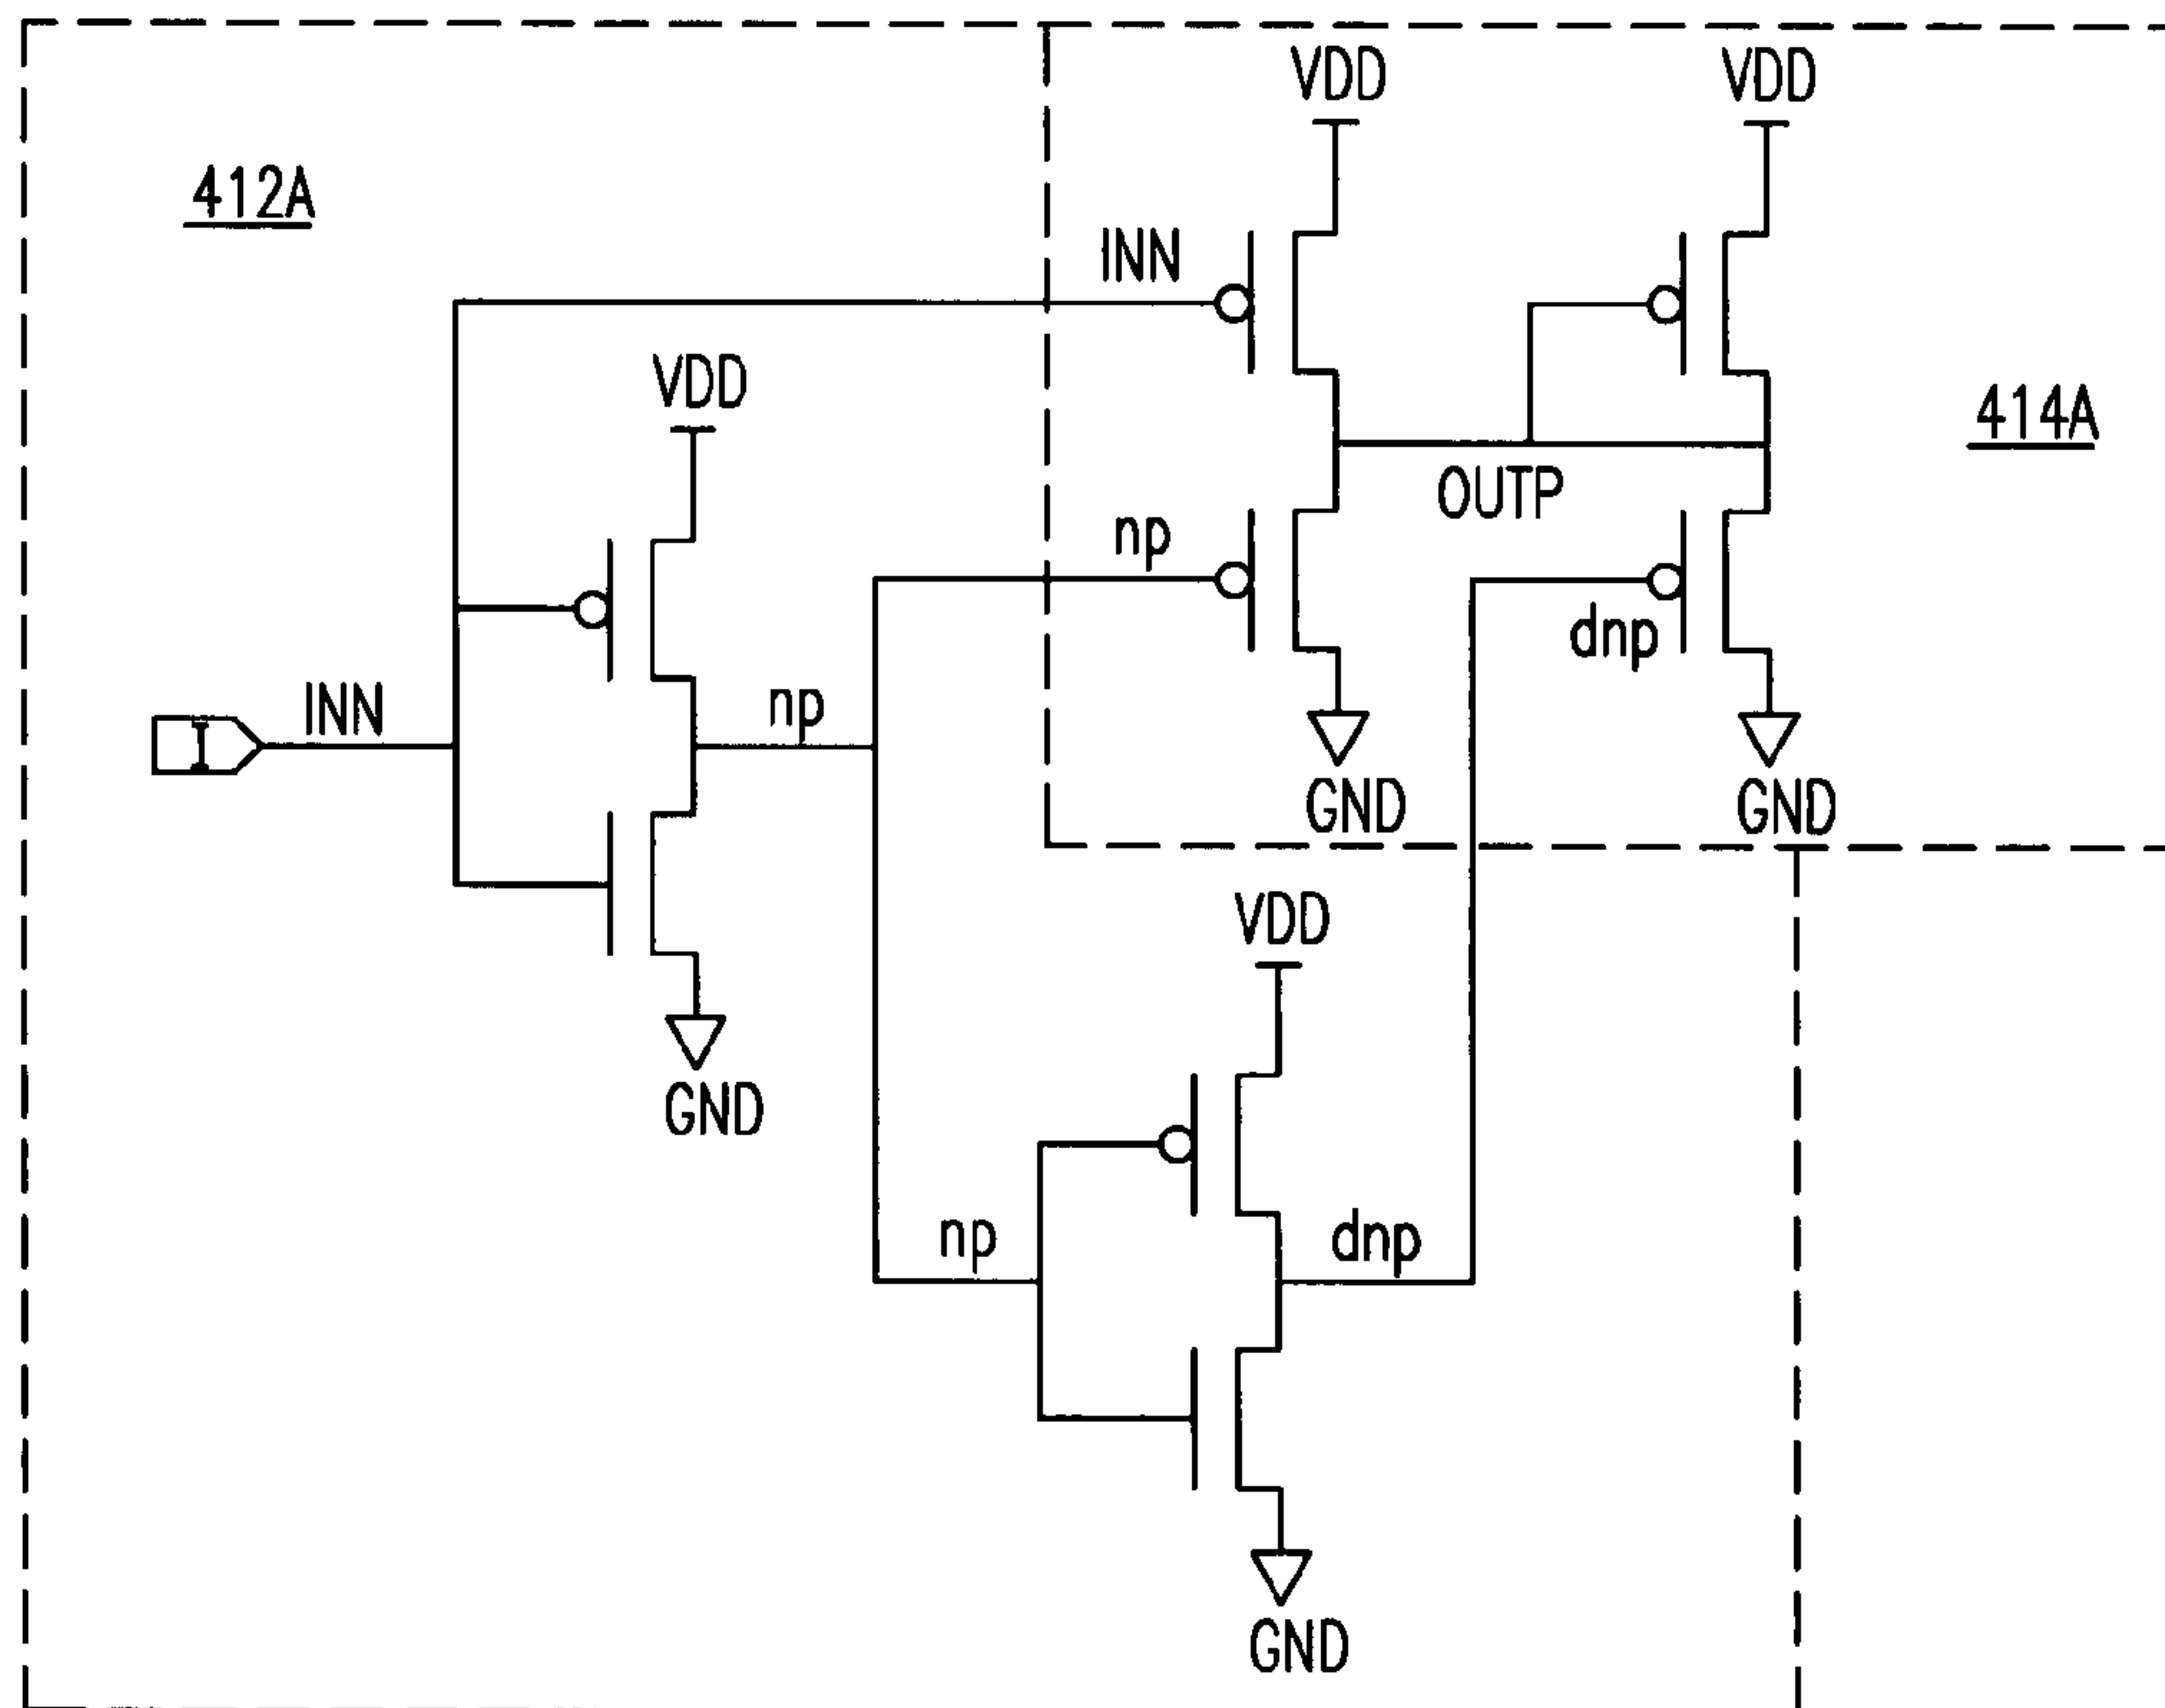 VDD
VDD
412A
INN
VDD
414A
OUTP
np
dnp
INN
np
GND
GND
VDD
GND
np
dnp
GND